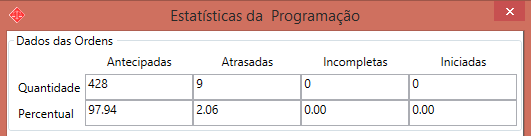 Estatísticas da Programação
Dados das Ordens
Antecipadas Atrasadas Incompletas Iniciadas
Quantidade 428 9 0 0
Percentual 97.94 2.06 0.00 0.00